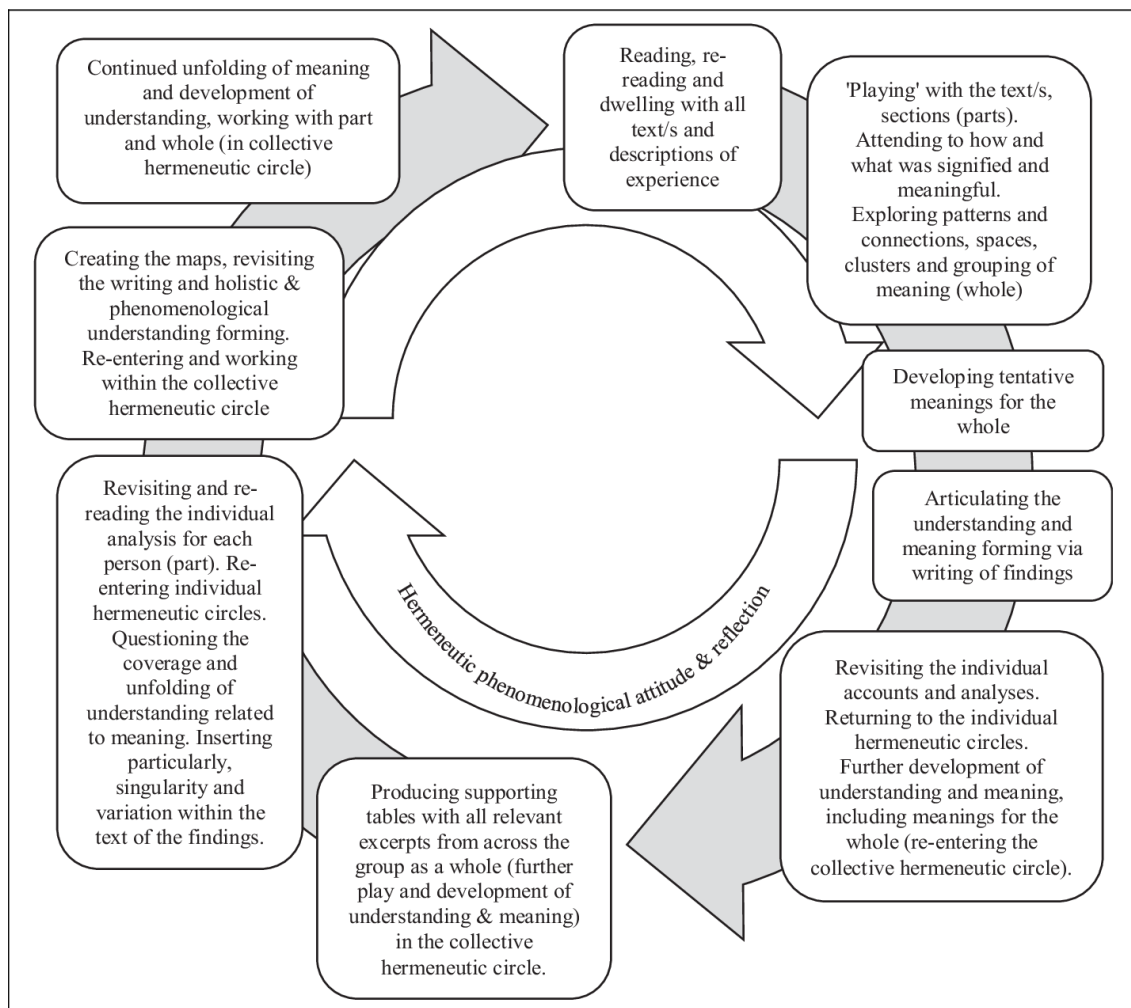 Reading, re-
reading and
dwelling with all
text/s and
descriptions of
experience
'Playing' with the text/s,
sections (parts).
Attending to how and
what was signified and
meaningful.
Exploring patterns and
connections, spaces,
clusters and grouping of
meaning (whole)
Developing tentative
meanings for the
whole
Articulating the
understanding and
meaning forming via
writing of findings
Revisiting the individual
accounts and analyses.
Returning to the individual
hermeneutic circles.
Further development of
understanding and meaning,
including meanings for the
whole (re-entering the
collective hermeneutic circle).
Producing supporting
tables with all relevant
excerpts from across the
group as a whole (further
play and development of
understanding & meaning)
in the collective
hermeneutic circle.
Revisiting and re-
reading the individual
analysis for each
person (part). Re-
entering individual
hermeneutic circles.
Questioning the
coverage and
unfolding of
understanding related
to meaning. Inserting
particularly,
singularity and
variation within the
text of the findings.
Creating the maps, revisiting
the writing and holistic &
phenomenological
understanding forming.
Re-entering and working
within the collective
hermeneutic circle
Continued unfolding of meaning
and development of
understanding, working with part
and whole (in collective
hermeneutic circle)
Hermeneutic phenomenological attitude & reflection